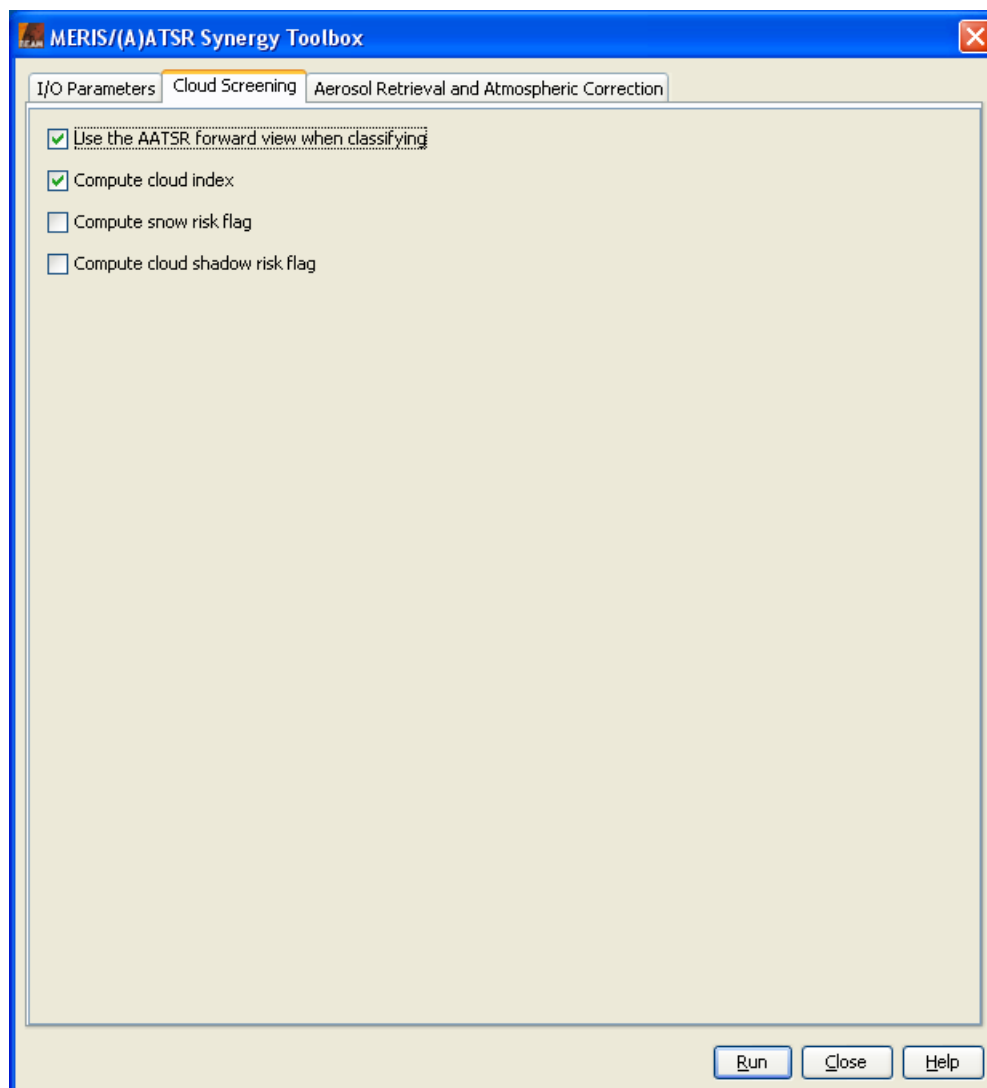 MERIS/(A)ATSR Synergy Toolbox
I/O Parameters Cloud Screening Aerosol Retrieval and Atmospheric Correction
Use the AATSR forward view when classifying
Compute cloud index
Compute snow risk flag
Compute cloud shadow risk flag
Run Close Help